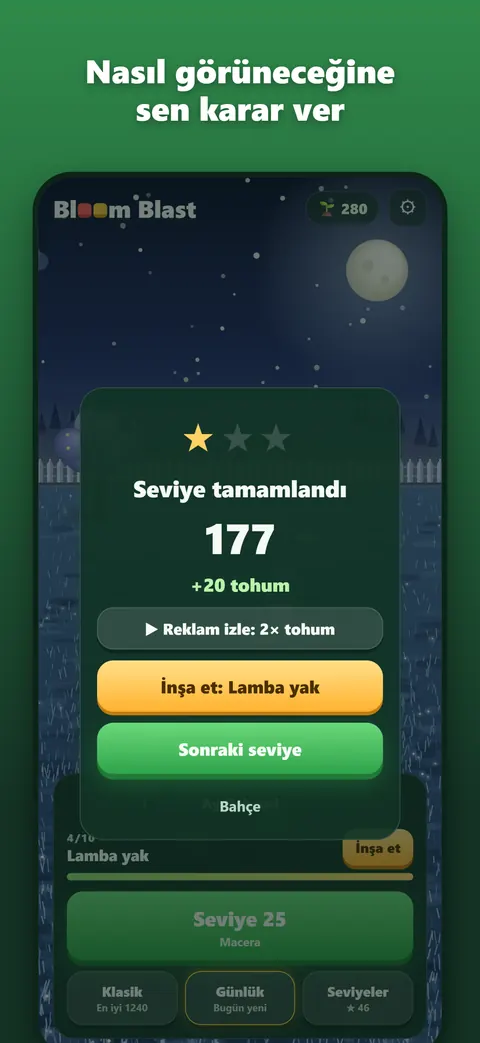 Nasıl görüneceğine
sen karar ver
Bloom Blast
280
Seviye tamamlandı
177
+20 tohum
▶ Reklam izle: 2× tohum
İnşa et: Lamba yak
Sonraki seviye
Bahçe
4/10
Lamba yak
İnşa et
Seviye 25
Macera
Klasik
En iyi 1240
Günlük
Bugün yeni
Seviyeler
★ 46